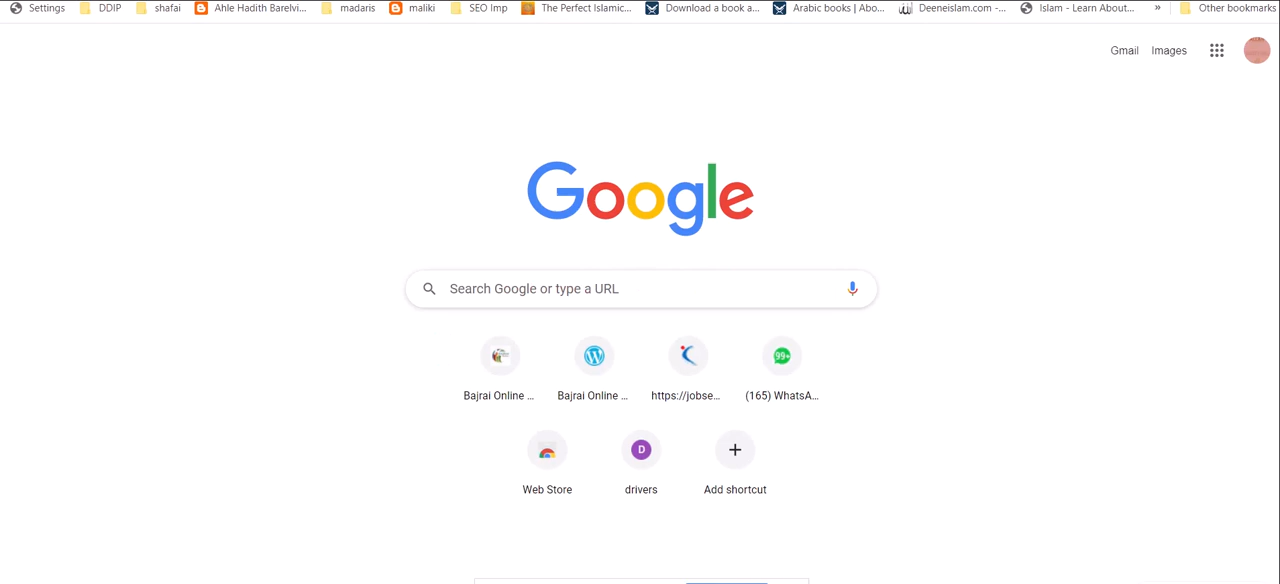 Settings DDIP shafai Ahle Hadith Barelvi... madaris maliki SEO Imp The Perfect Islamic... Download a book a... Arabic books | Abo... Deeneislam.com -... Islam - Learn About... » Other bookmarks
Gmail Images
Google
Search Google or type a URL
99+
Bajrai Online ... Bajrai Online ... https://jobse... (165) WhatsA...
D
Web Store drivers Add shortcut